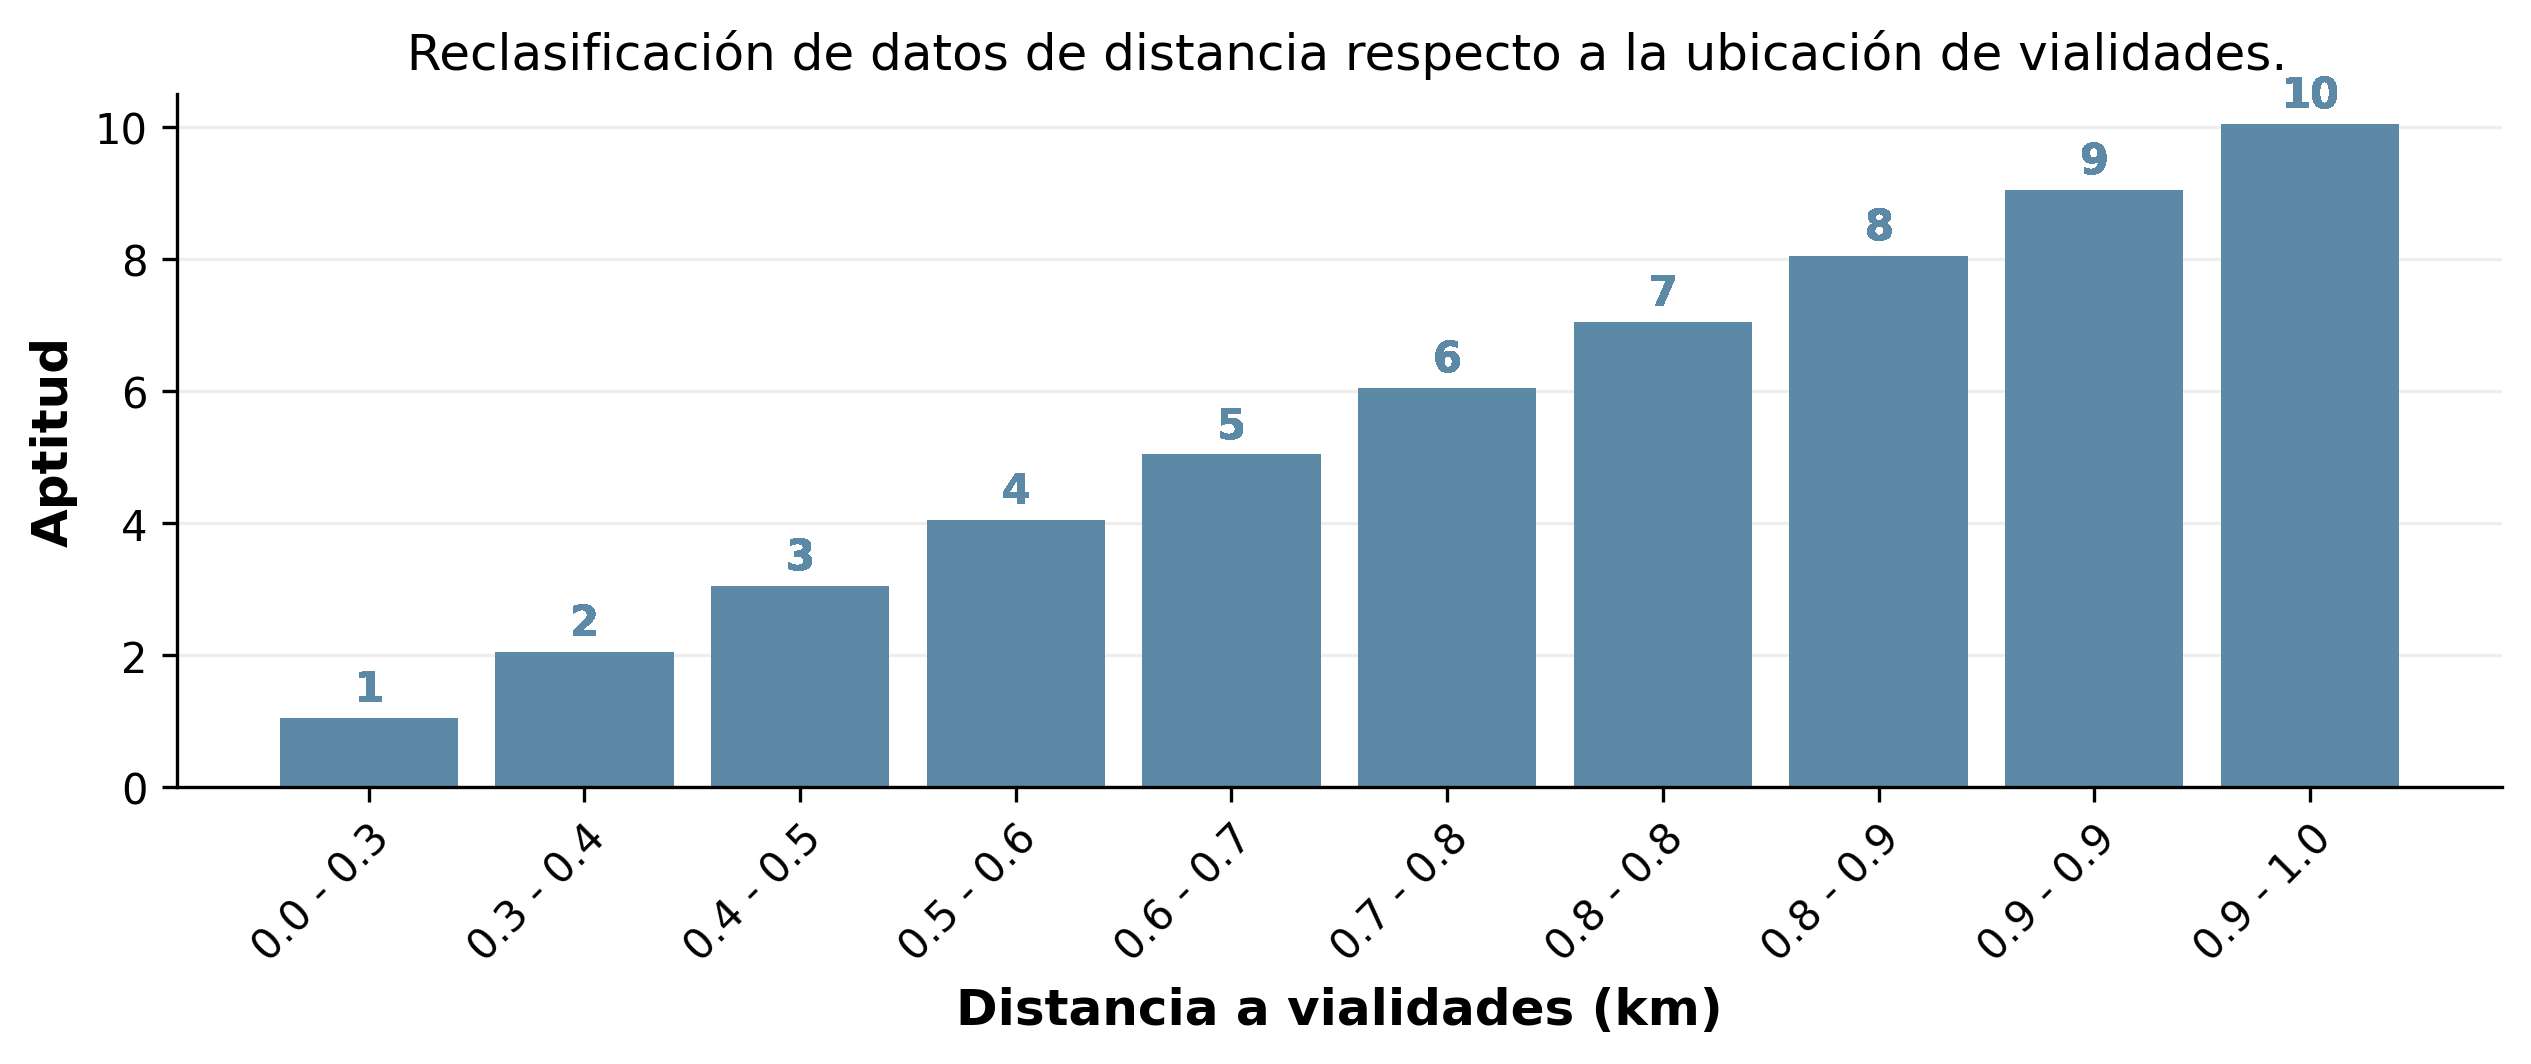 Reclasificación de datos de distancia respecto a la ubicación de vialidades.
Aptitud
10
8
6
4
2
0
1
2
3
4
5
6
7
8
9
10
0.0 - 0.3
0.3 - 0.4
0.4 - 0.5
0.5 - 0.6
0.6 - 0.7
0.7 - 0.8
0.8 - 0.8
0.8 - 0.9
0.9 - 0.9
0.9 - 1.0
Distancia a vialidades (km)